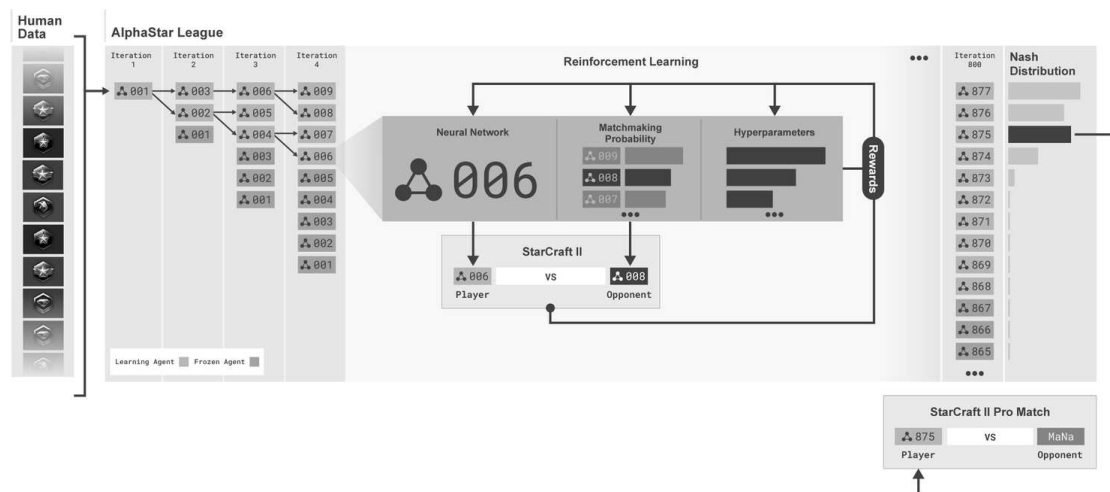 Human
Data
AlphaStar League
Iteration
1
001
Iteration
2
003
002
001
Iteration
3
006
005
004
003
002
001
Iteration
4
009
008
007
006
005
004
003
002
001
Learning Agent
Frozen Agent
Reinforcement Learning
•••
Neural Network
006
Matchmaking
Probability
009
008
007
•••
Hyperparameters
•••
Rewards
StarCraft II
006 VS 008
Player Opponent
Iteration
800
877
876
875
874
873
872
871
870
869
868
867
866
865
•••
Nash
Distribution
StarCraft II Pro Match
875 VS MaNa
Player Opponent